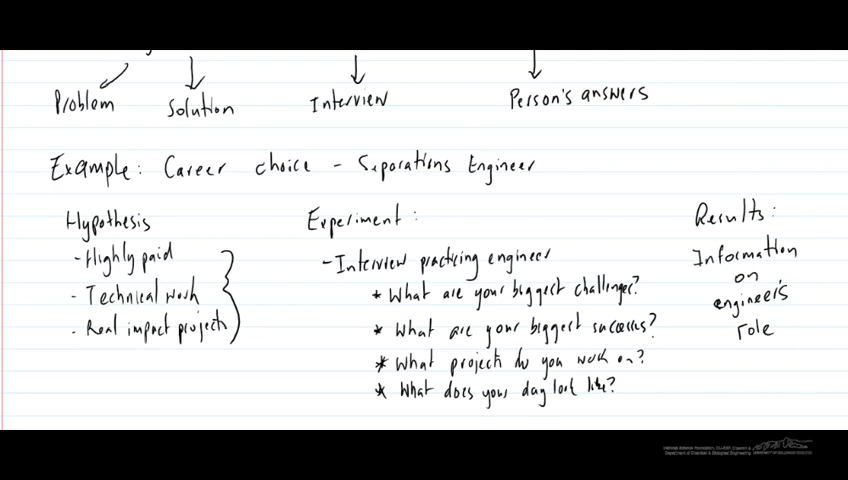 Problem Solution Interview Person's answers
Example: Career choice - Separations Engineer
Hypothesis
- Highly paid
- Technical work
- Real impact projects
Experiment:
- Interview practicing engineer
* What are your biggest challenges?
* What are your biggest successes?
* What projects do you work on?
* What does your day look like?
Results:
Information
on
engineer's
role